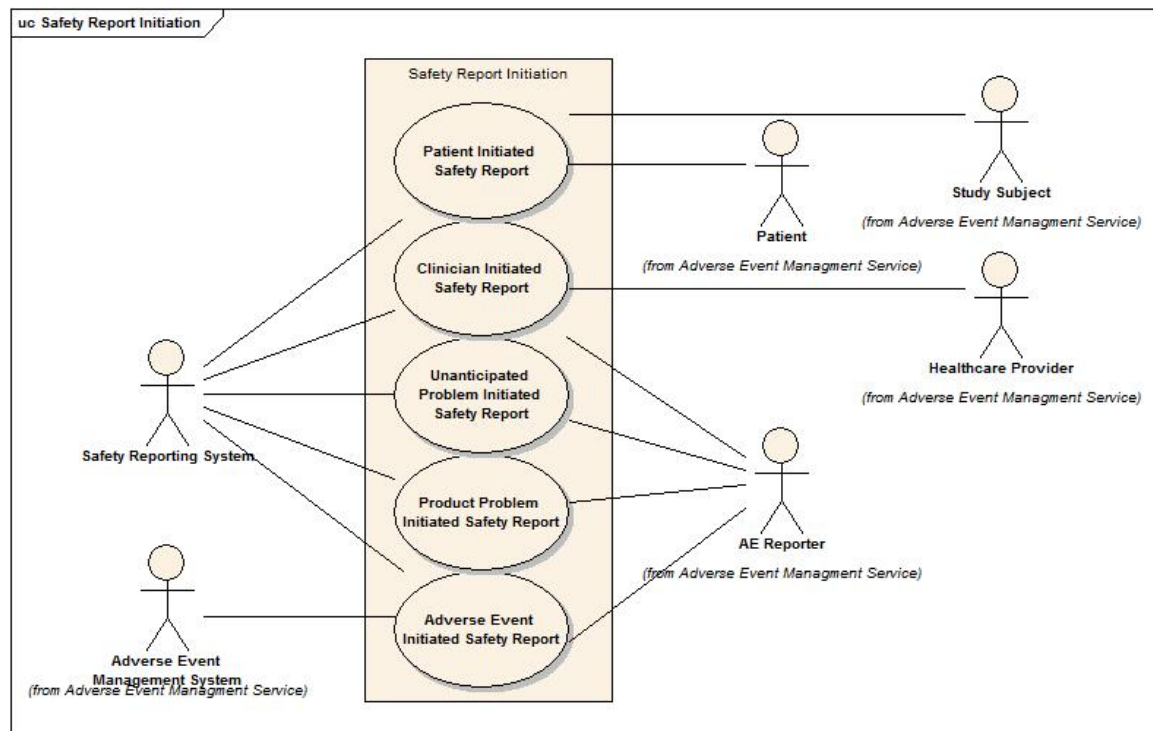 uc Safety Report Initiation
Safety Report Initiation
Patient Initiated
Safety Report
Study Subject
(from Adverse Event Managment Service)
Patient
(from Adverse Event Managment Service)
Clinician Initiated
Safety Report
Healthcare Provider
(from Adverse Event Managment Service)
Unanticipated
Problem Initiated
Safety Report
Safety Reporting System
Product Problem
Initiated Safety Report
AE Reporter
(from Adverse Event Managment Service)
Adverse Event
Initiated Safety Report
Adverse Event
Management System
(from Adverse Event Managment Service)